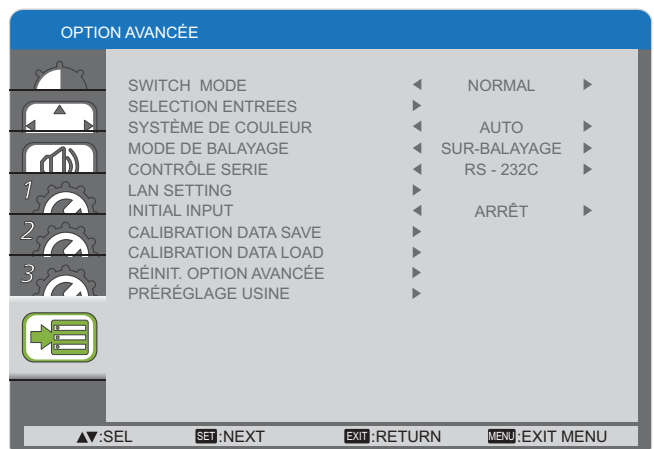 OPTION AVANCÉE
SWITCH MODE ◀ NORMAL ▶
SELECTION ENTREES ▶
SYSTÈME DE COULEUR ◀ AUTO ▶
MODE DE BALAYAGE ◀ SUR-BALAYAGE ▶
CONTRÔLE SERIE ◀ RS - 232C ▶
LAN SETTING ▶
INITIAL INPUT ◀ ARRÊT ▶
CALIBRATION DATA SAVE ▶
CALIBRATION DATA LOAD ▶
RÉINIT. OPTION AVANCÉE ▶
PRÉRÉGLAGE USINE ▶
1
2
3
▲▼:SEL SET:NEXT EXIT:RETURN MENU:EXIT MENU